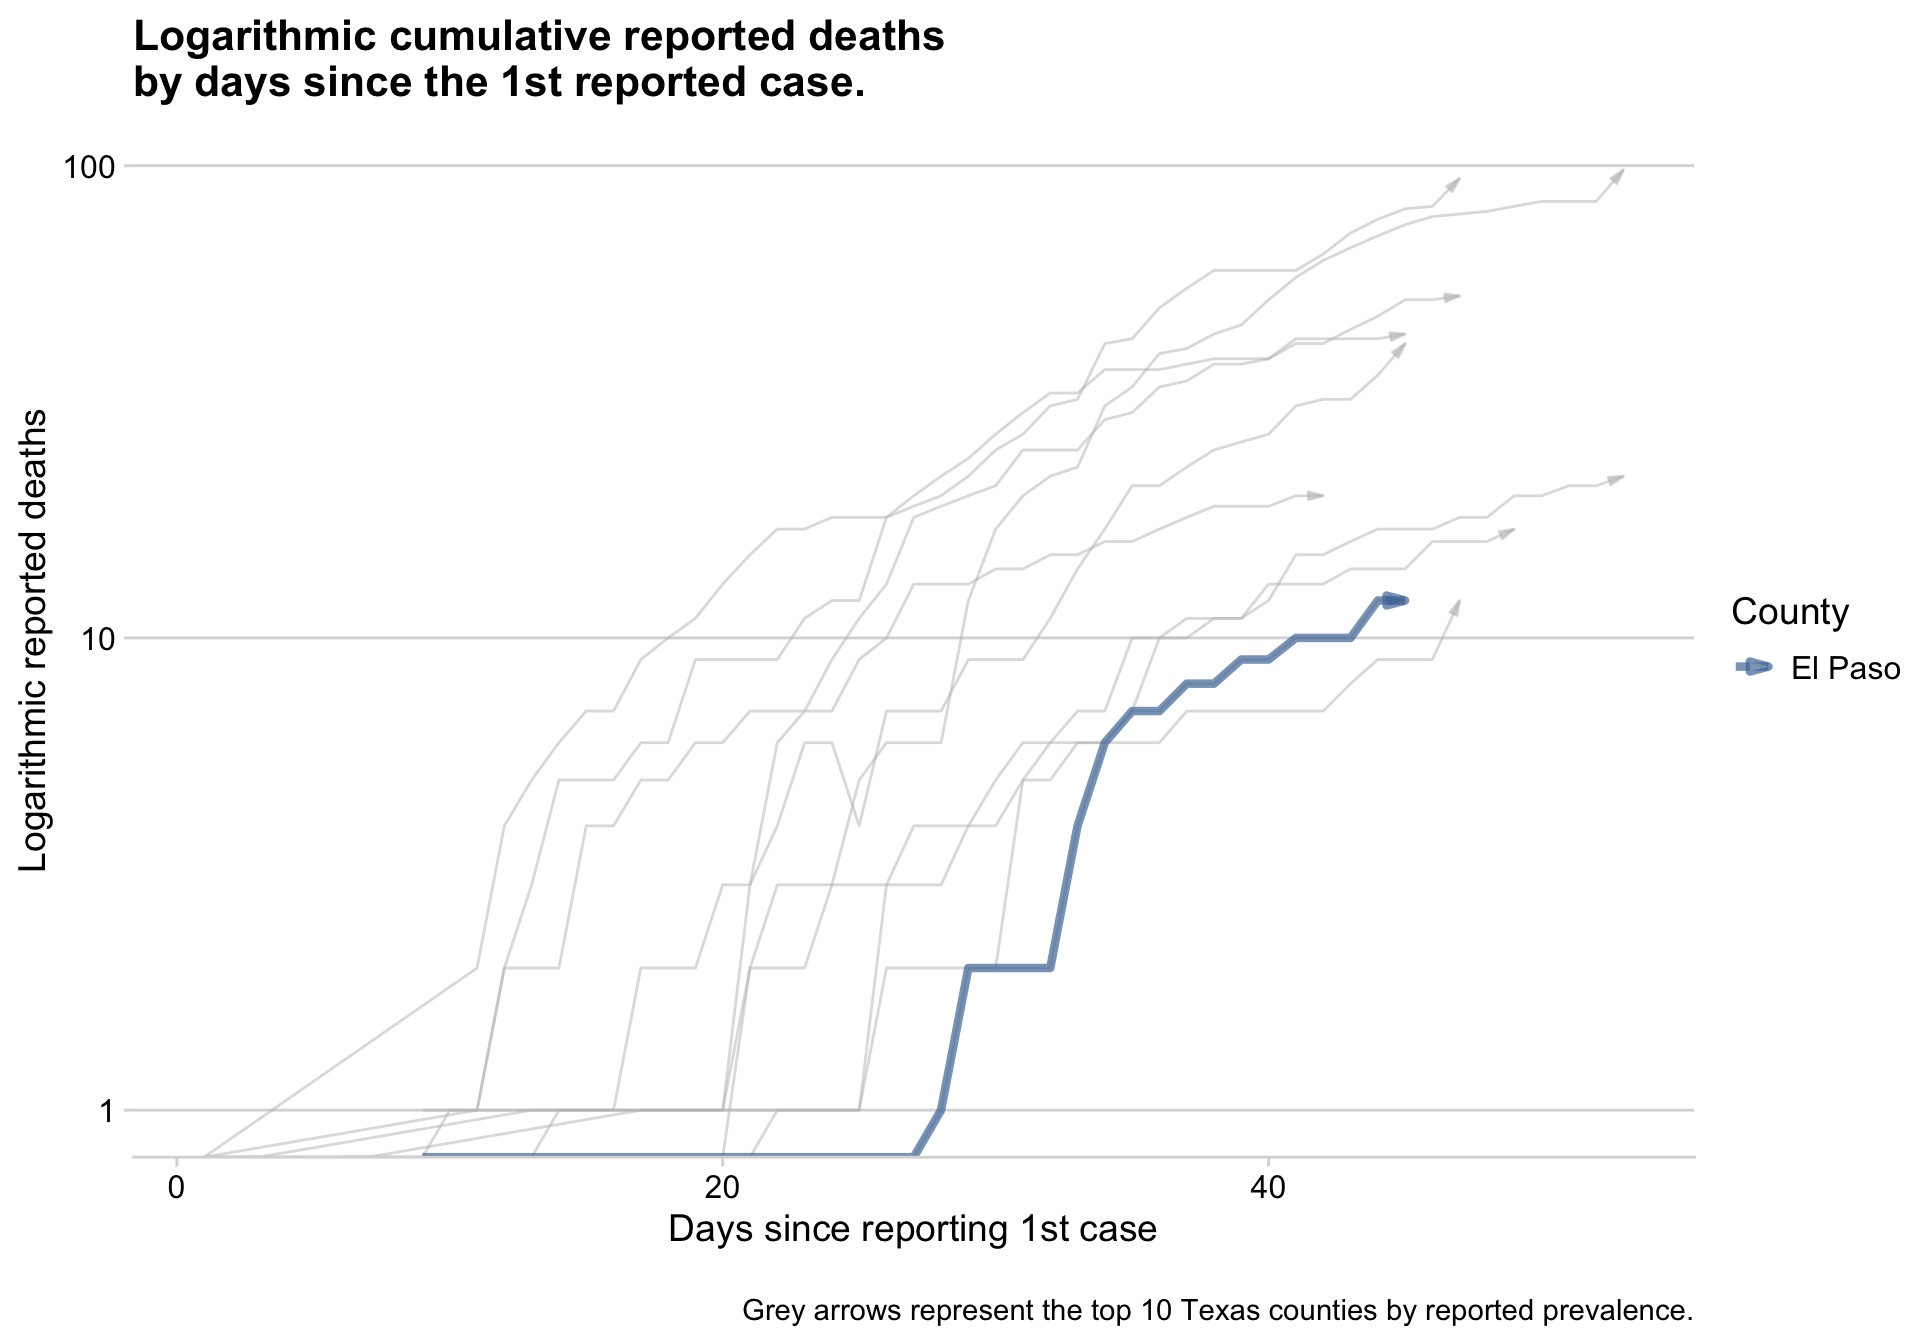 Logarithmic cumulative reported deaths
by days since the 1st reported case.
100
10
1
Logarithmic reported deaths
0 20 40
Days since reporting 1st case
County
El Paso
Grey arrows represent the top 10 Texas counties by reported prevalence.